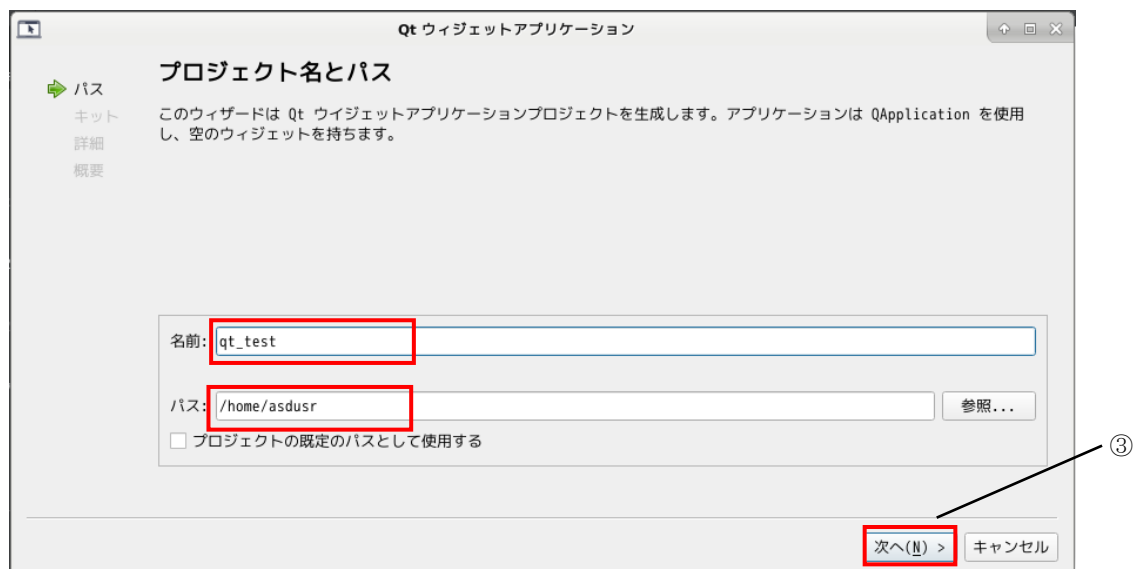 Qt ウィジェットアプリケーション
パス
キット
詳細
概要
プロジェクト名とパス
このウィザードは Qt ウイジェットアプリケーションプロジェクトを生成します。アプリケーションは QApplication を使用
し、空のウィジェットを持ちます。
名前: qt_test
パス: /home/asdusr 参照...
プロジェクトの既定のパスとして使用する
③
次へ(N) > キャンセル